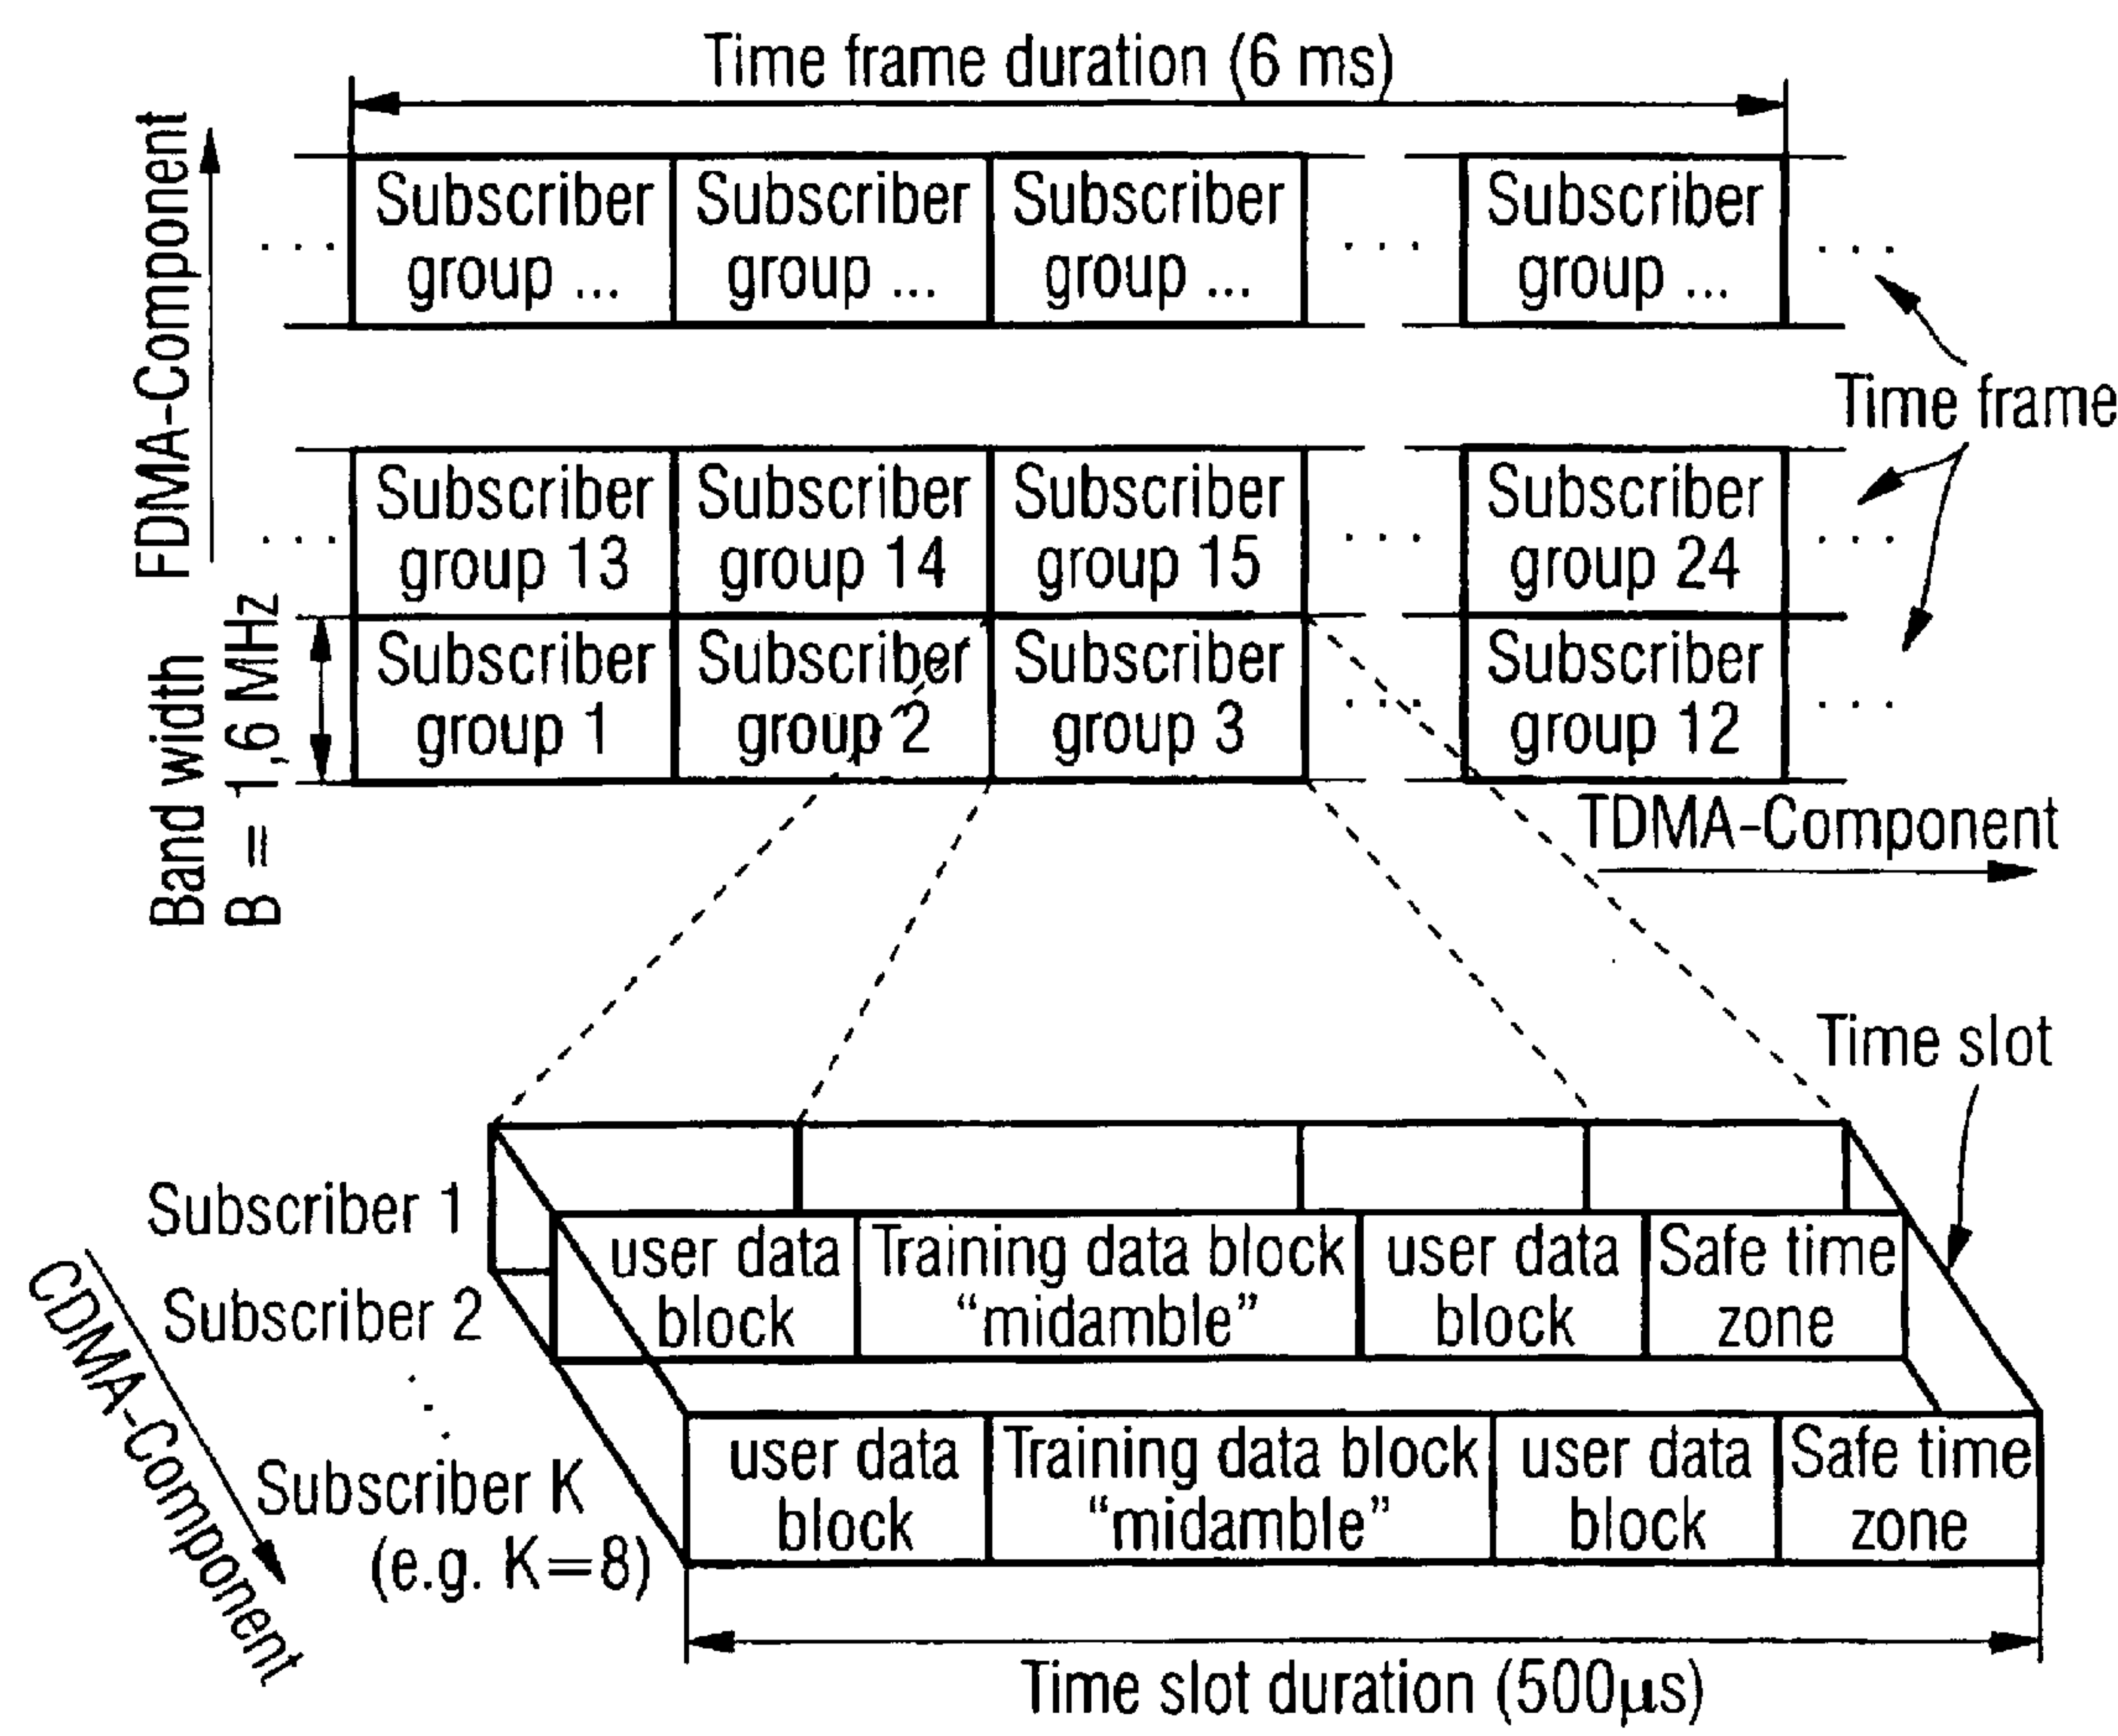 Time frame duration (6 ms)
FDMA-Component
Subscriber group ...
Subscriber group ...
Subscriber group ...
Subscriber group ...
. . .
. . .
. . .
Time frame
Subscriber group 13
Subscriber group 14
Subscriber group 15
Subscriber group 24
. . .
. . .
. . .
Band width
B = 1,6 MHz
Subscriber group 1
Subscriber group 2
Subscriber group 3
Subscriber group 12
. . .
. . .
TDMA-Component
Time slot
Subscriber 1
Subscriber 2
.
.
.
Subscriber K
(e.g. K=8)
CDMA-Component
user data block
Training data block “midamble”
user data block
Safe time zone
user data block
Training data block “midamble”
user data block
Safe time zone
Time slot duration (500µs)